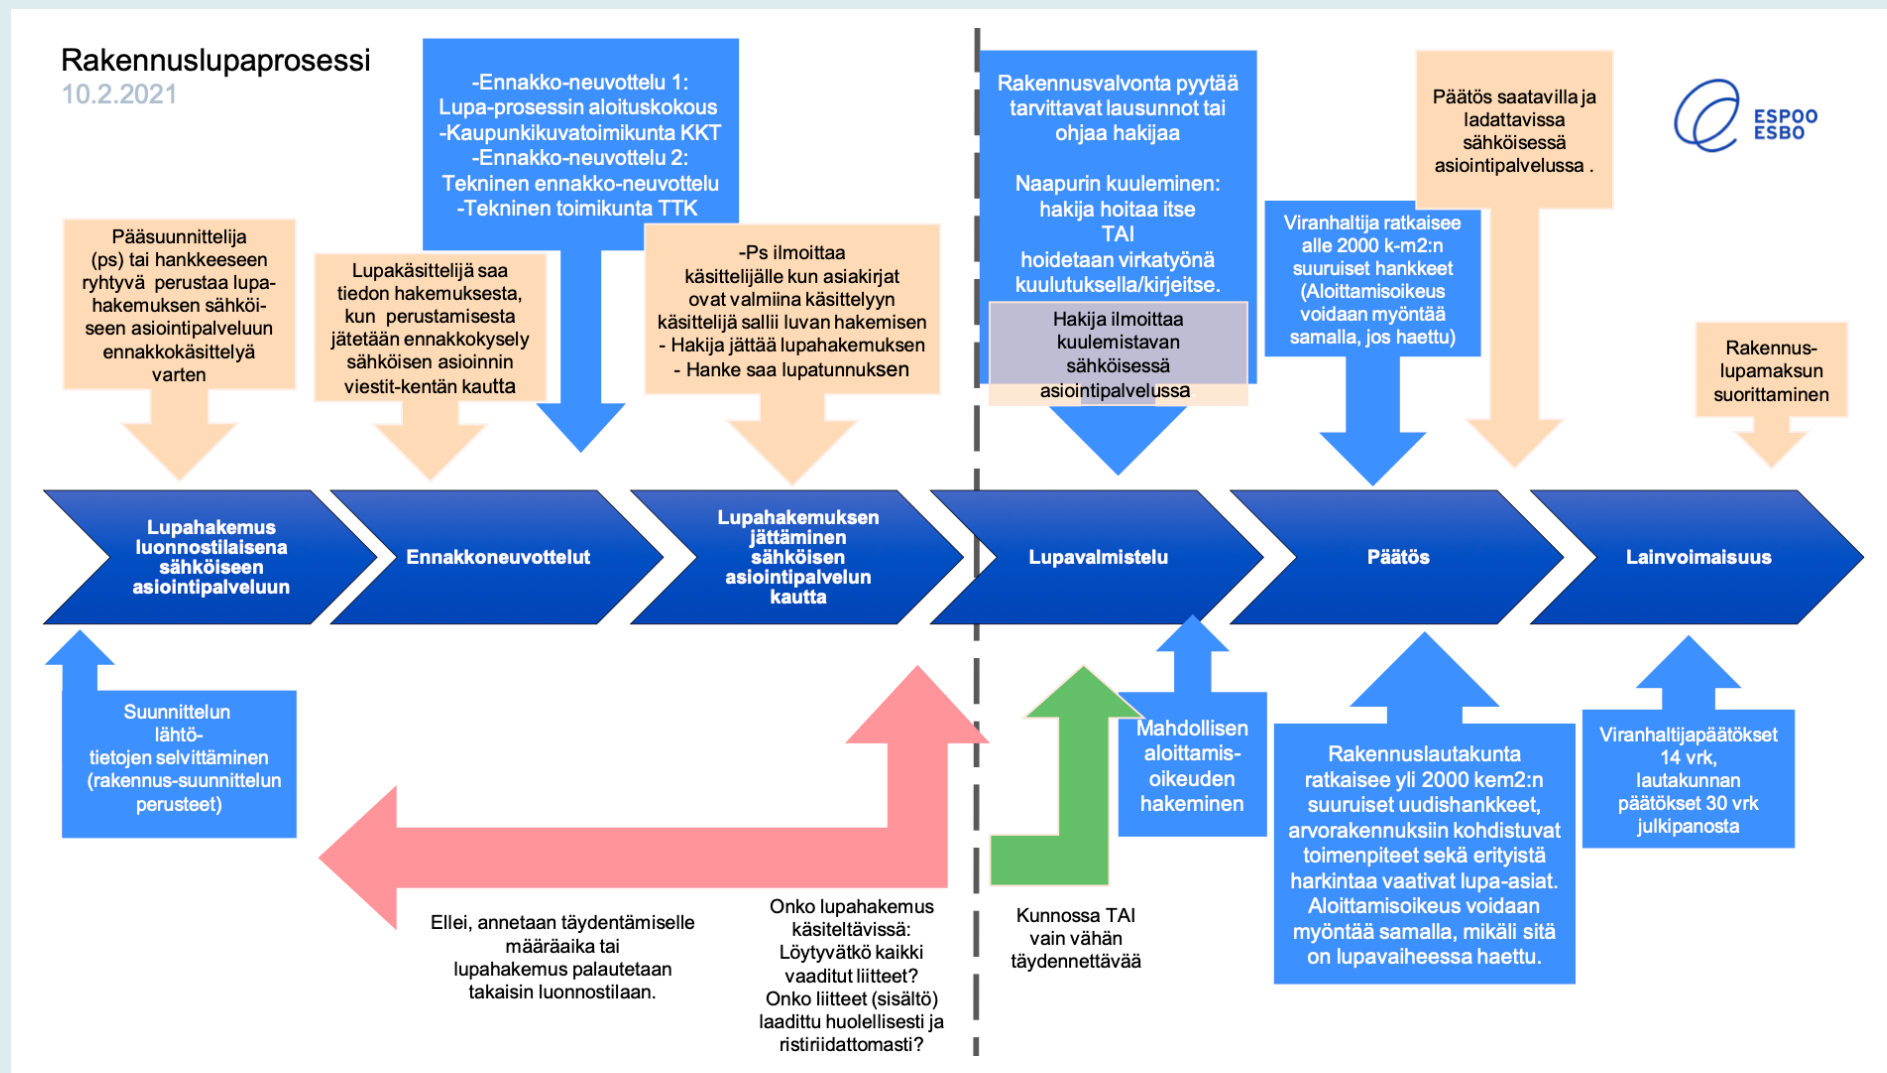 Rakennuslupaprosessi
10.2.2021
-Ennakko-neuvottelu 1:
Lupa-prosessin aloituskokous
-Kaupunkikuvatoimikunta KKT
-Ennakko-neuvottelu 2:
Tekninen ennakko-neuvottelu
-Tekninen toimikunta TTK
Rakennusvalvonta pyytää
tarvittavat lausunnot tai
ohjaa hakijaa
Naapurin kuuleminen:
hakija hoitaa itse
TAI
hoidetaan virkatyönä
kuulutuksella/kirjeitse.
Hakija ilmoittaa
kuulemistavan
sähköisessä
asiointipalvelussa
Päätös saatavilla ja
ladattavissa
sähköisessä
asiointipalvelussa .
ESPOO
ESBO
Pääsuunnittelija
(ps) tai hankkeeseen
ryhtyvä perustaa lupa-
hakemuksen sähköi-
seen asiointipalveluun
ennakkokäsittelyä
varten
Lupakäsittelijä saa
tiedon hakemuksesta,
kun perustamisesta
jätetään ennakkokysely
sähköisen asioinnin
viestit-kentän kautta
-Ps ilmoittaa
käsittelijälle kun asiakirjat
ovat valmiina käsittelyyn
käsittelijä sallii luvan hakemisen
- Hakija jättää lupahakemuksen
- Hanke saa lupatunnuksen
Viranhaltija ratkaisee
alle 2000 k-m2:n
suuruiset hankkeet
(Aloittamisoikeus
voidaan myöntää
samalla, jos haettu)
Rakennus-
lupamaksun
suorittaminen
Lupahakemus
luonnostilaisena
sähköiseen
asiointipalveluun
Ennakkoneuvottelut
Lupahakemuksen
jättäminen
sähköisen
asiointipalvelun
kautta
Lupavalmistelu
Päätös
Lainvoimaisuus
Suunnittelun
lähtö-
tietojen selvittäminen
(rakennus-suunnittelun
perusteet)
Ellei, annetaan täydentämiselle
määräaika tai
lupahakemus palautetaan
takaisin luonnostilaan.
Onko lupahakemus
käsiteltävissä:
Löytyvätkö kaikki
vaaditut liitteet?
Onko liitteet (sisältö)
laadittu huolellisesti ja
ristiriidattomasti?
Kunnossa TAI
vain vähän
täydennettävää
Mahdollisen
aloittamis-
oikeuden
hakeminen
Rakennuslautakunta
ratkaisee yli 2000 kem2:n
suuruiset uudishankkeet,
arvorakennuksiin kohdistuvat
toimenpiteet sekä erityistä
harkintaa vaativat lupa-asiat.
Aloittamisoikeus voidaan
myöntää samalla, mikäli sitä
on lupavaiheessa haettu.
Viranhaltijapäätökset
14 vrk,
lautakunnan
päätökset 30 vrk
julkipanosta